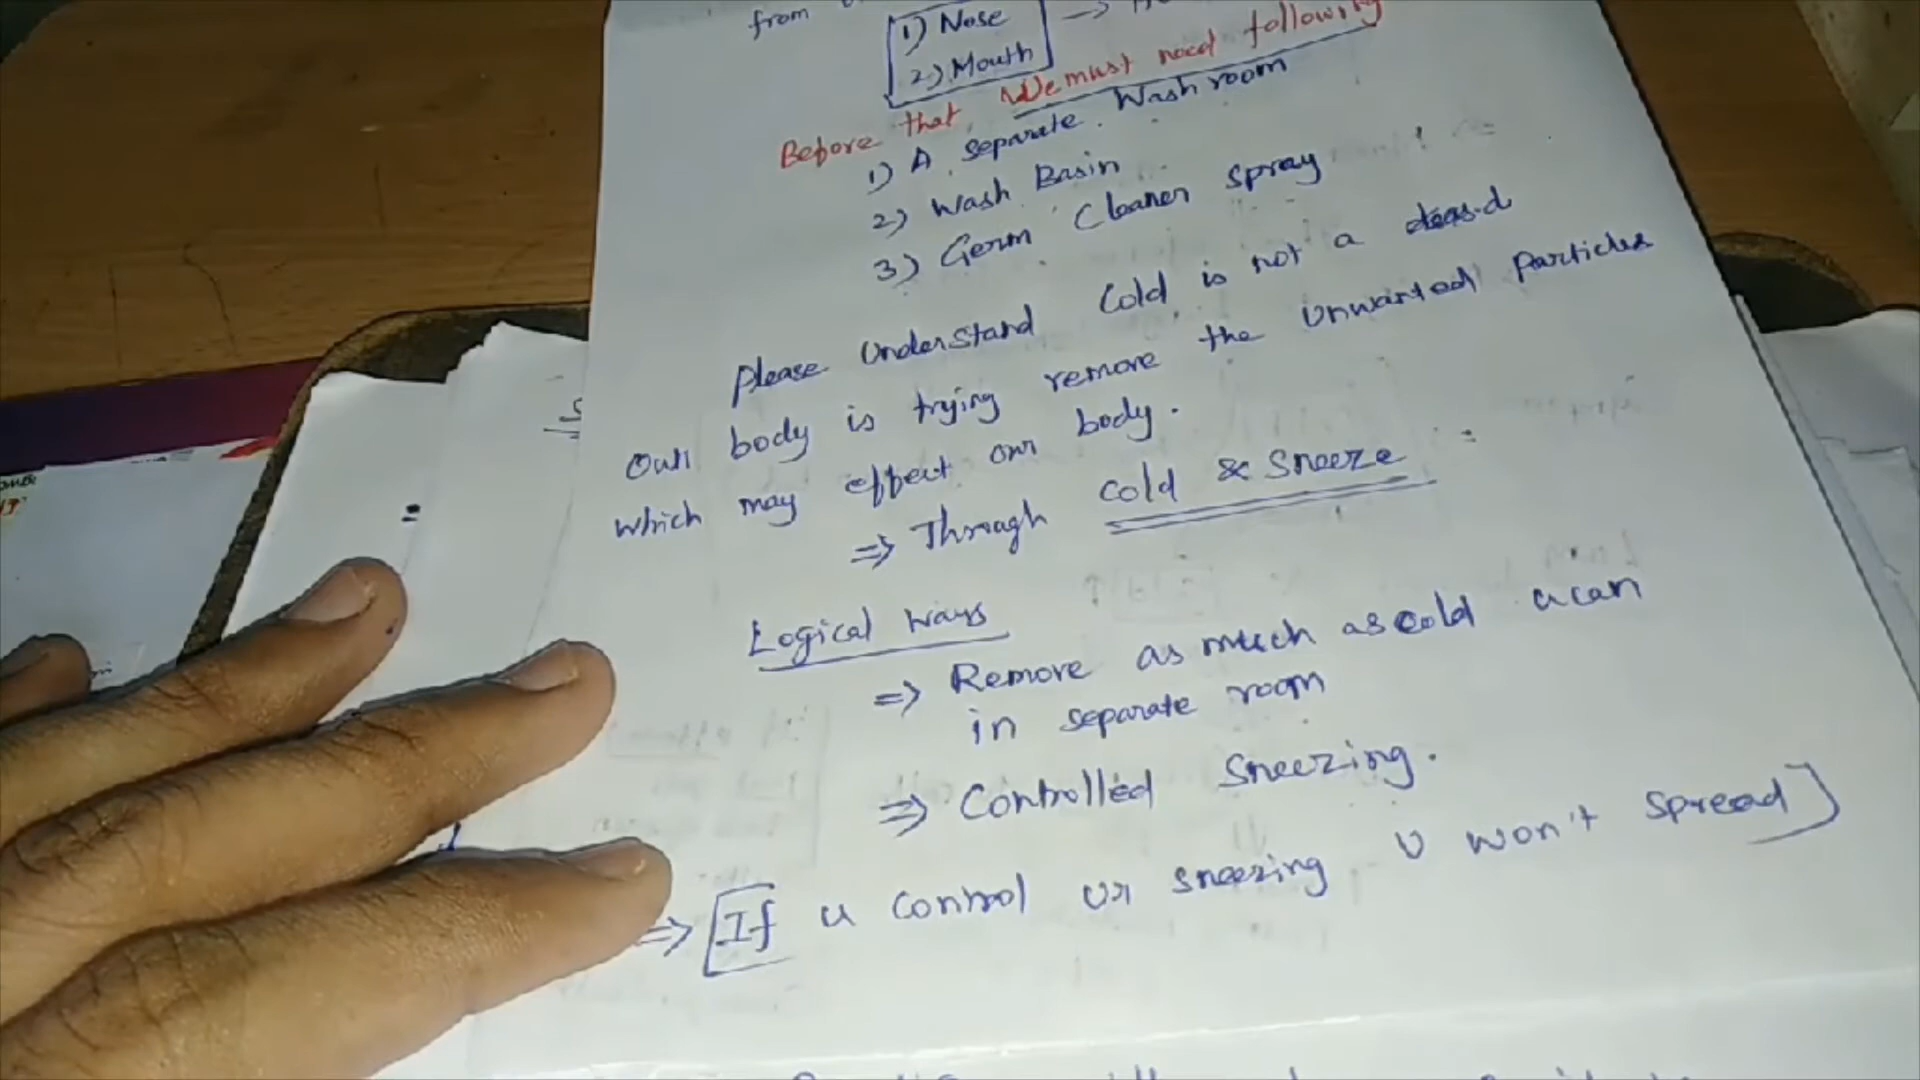 from
1) Nose
2) Mouth
Before that We must need following
1) A separate Wash room
2) Wash Basin
3) Germ Cleaner spray
Please Understand Cold is not a
Our body is trying remove the Unwanted Particles
which may effect our body.
=> Through Cold & Sneeze
Logical ways
=> Remove as much as cold u can
in separate room
=> Controlled Sneezing.
=> [If u control ur sneezing U won't spread]